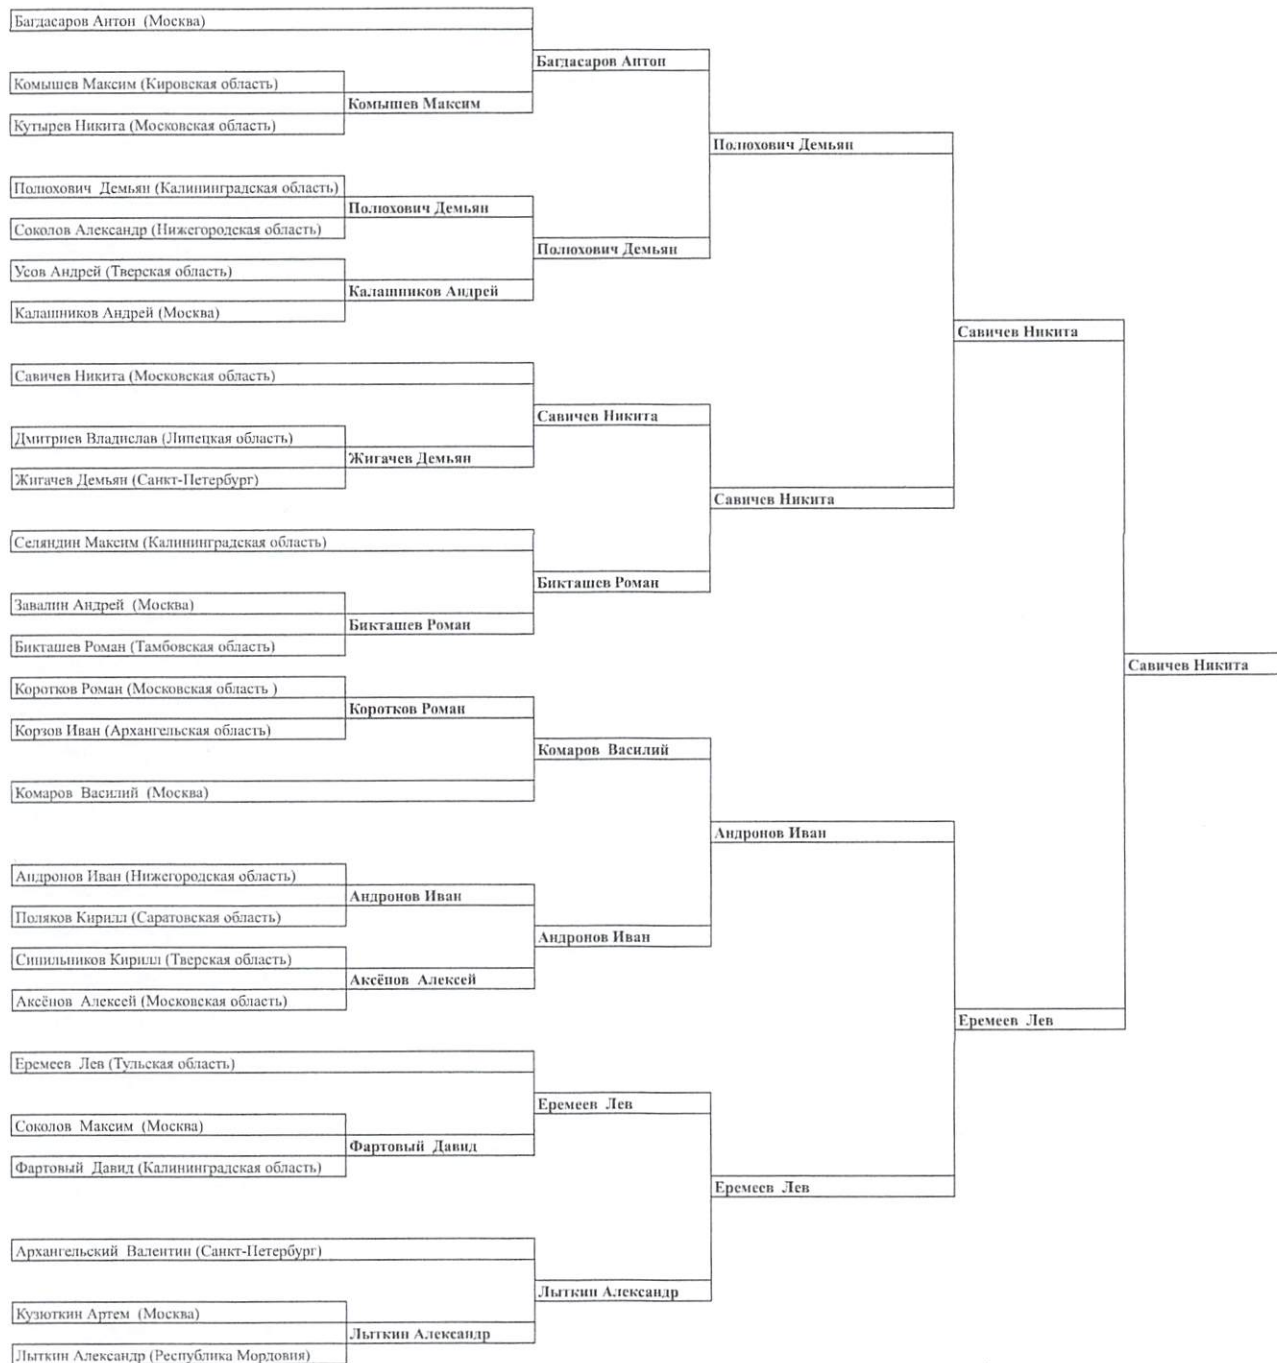 Багдасаров Антон (Москва)
Багдасаров Антон
Комышев Максим (Кировская область)
Комышев Максим
Кутырев Никита (Московская область)
Полюхович Демьян
Полюхович Демьян (Калининградская область)
Полюхович Демьян
Соколов Александр (Нижегородская область)
Полюхович Демьян
Усов Андрей (Тверская область)
Калашников Андрей
Калашников Андрей (Москва)
Савичев Никита
Савичев Никита (Московская область)
Савичев Никита
Дмитриев Владислав (Липецкая область)
Жигачев Демьян
Жигачев Демьян (Санкт-Петербург)
Савичев Никита
Селяндин Максим (Калининградская область)
Бикташев Роман
Завалин Андрей (Москва)
Бикташев Роман
Бикташев Роман (Тамбовская область)
Савичев Никита
Коротков Роман (Московская область )
Коротков Роман
Корзов Иван (Архангельская область)
Комаров Василий
Комаров Василий (Москва)
Андронов Иван
Андронов Иван (Нижегородская область)
Андронов Иван
Поляков Кирилл (Саратовская область)
Андронов Иван
Синильников Кирилл (Тверская область)
Аксёнов Алексей
Аксёнов Алексей (Московская область)
Еремеев Лев
Еремеев Лев (Тульская область)
Еремеев Лев
Соколов Максим (Москва)
Фартовый Давид
Фартовый Давид (Калининградская область)
Еремеев Лев
Архангельский Валентин (Санкт-Петербург)
Лыткин Александр
Кузюткин Артем (Москва)
Лыткин Александр
Лыткин Александр (Республика Мордовия)